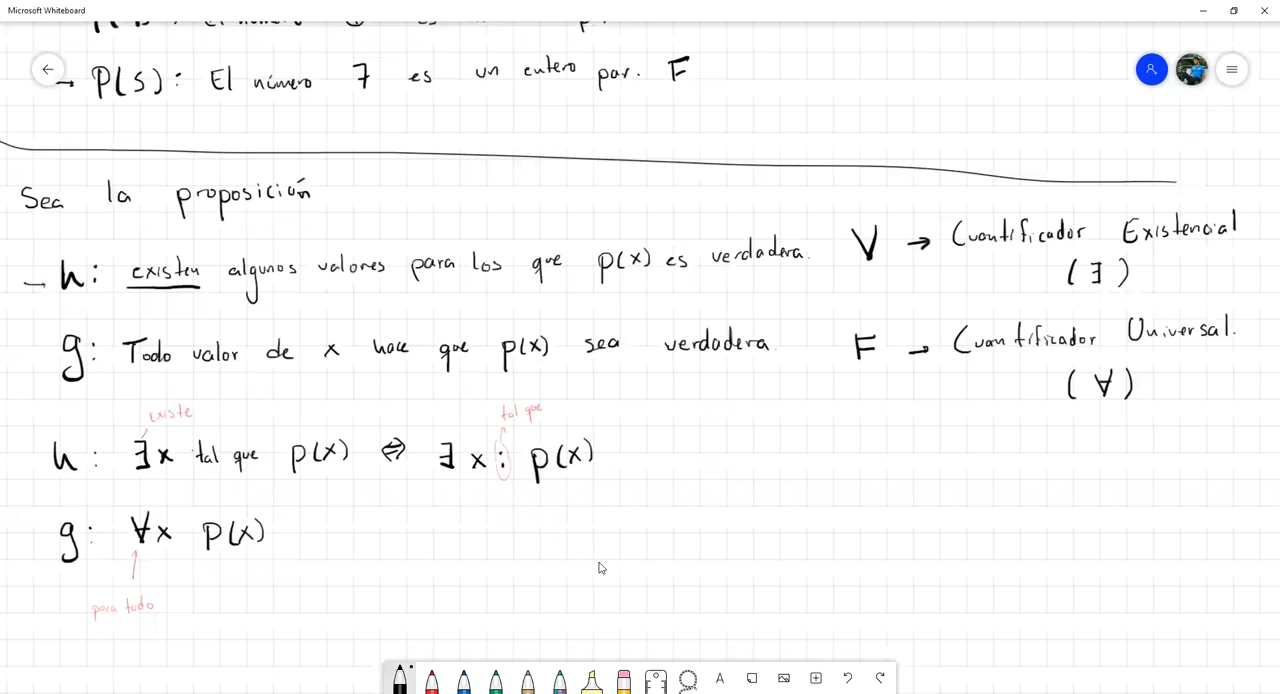 Microsoft Whiteboard
→ P(5): El número 7 es un entero par. F
Sea la proposición
→ h: existen algunos valores para los que p(x) es verdadera. V → Cuantificador Existencial
(∃)
g: Todo valor de x hace que p(x) sea verdadera. F → Cuantificador Universal.
(∀)
existe tal que
h: ∃x tal que p(x) ⇔ ∃ x : p(x)
g: ∀x p(x)
para todo